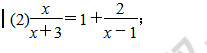 (2) x/(x+3) = 1 + 2/(x−1);